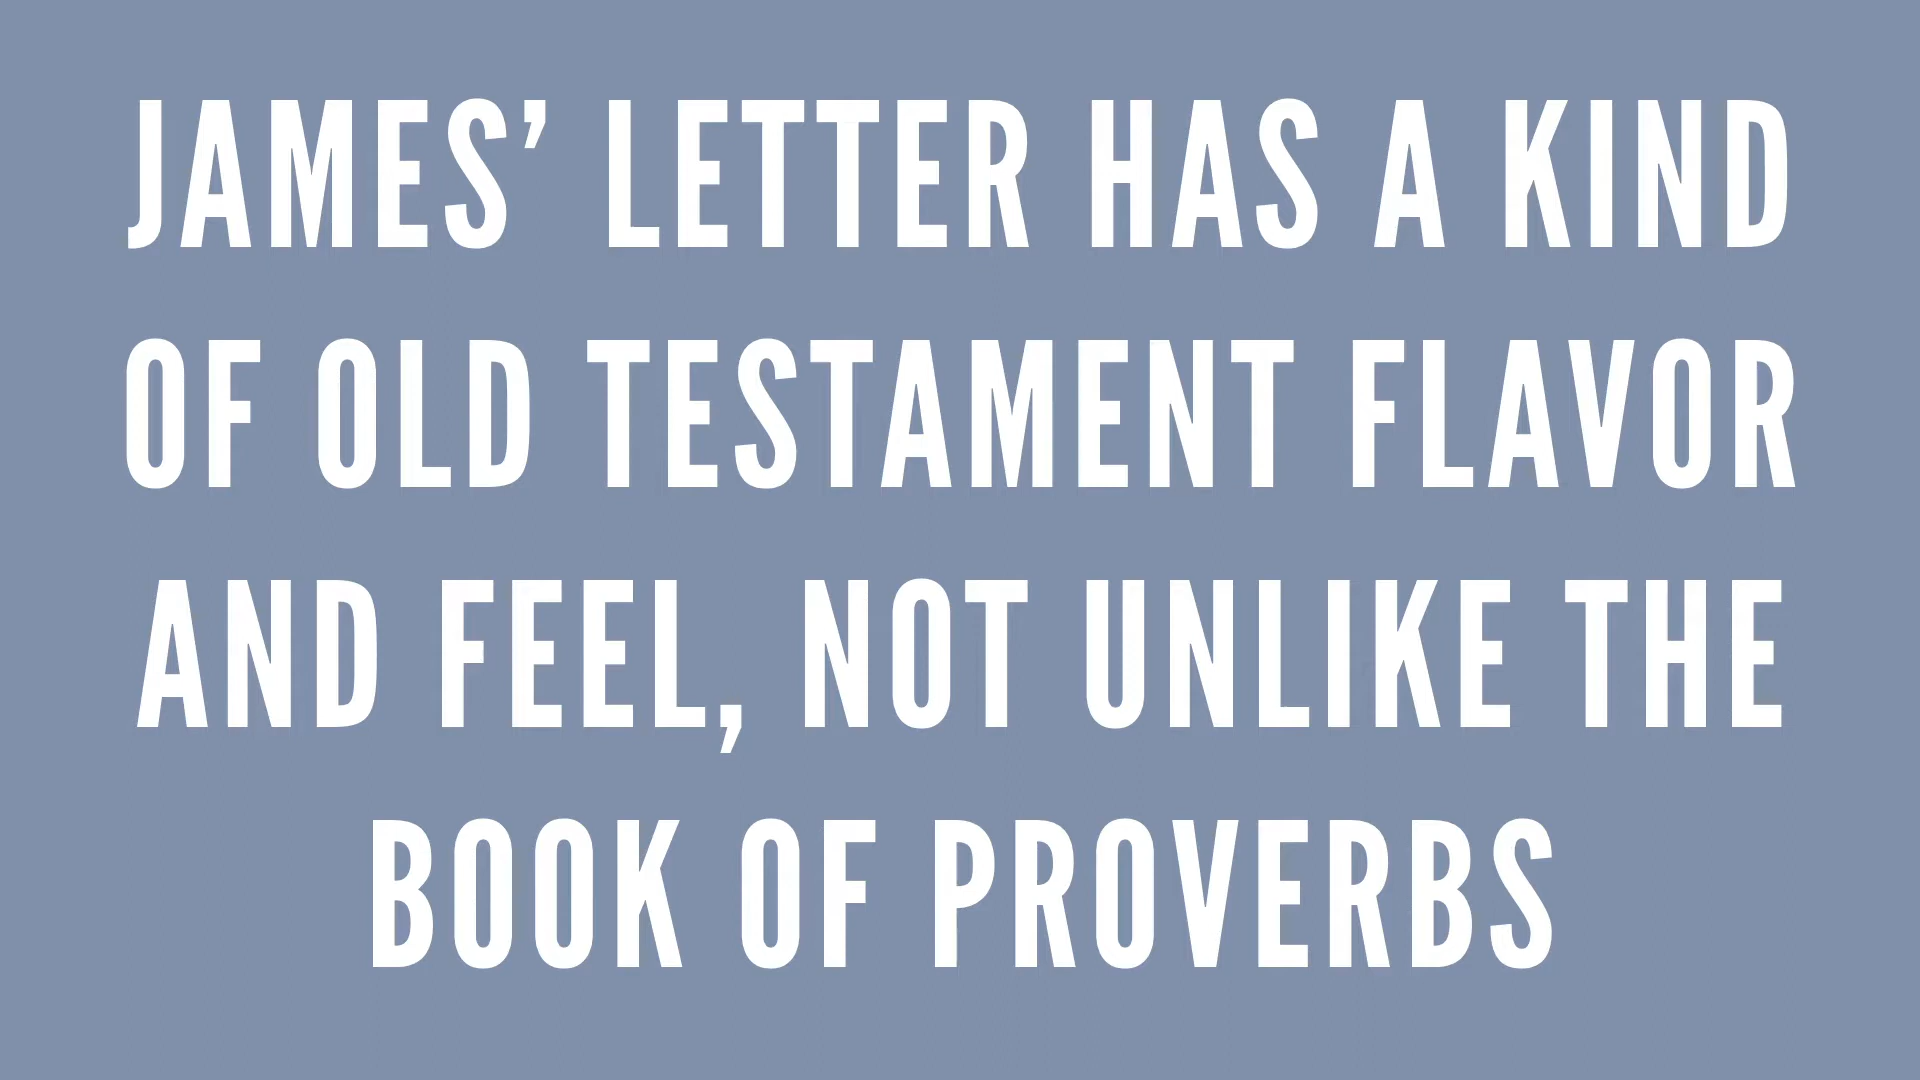 JAMES’ LETTER HAS A KIND
OF OLD TESTAMENT FLAVOR
AND FEEL, NOT UNLIKE THE
BOOK OF PROVERBS